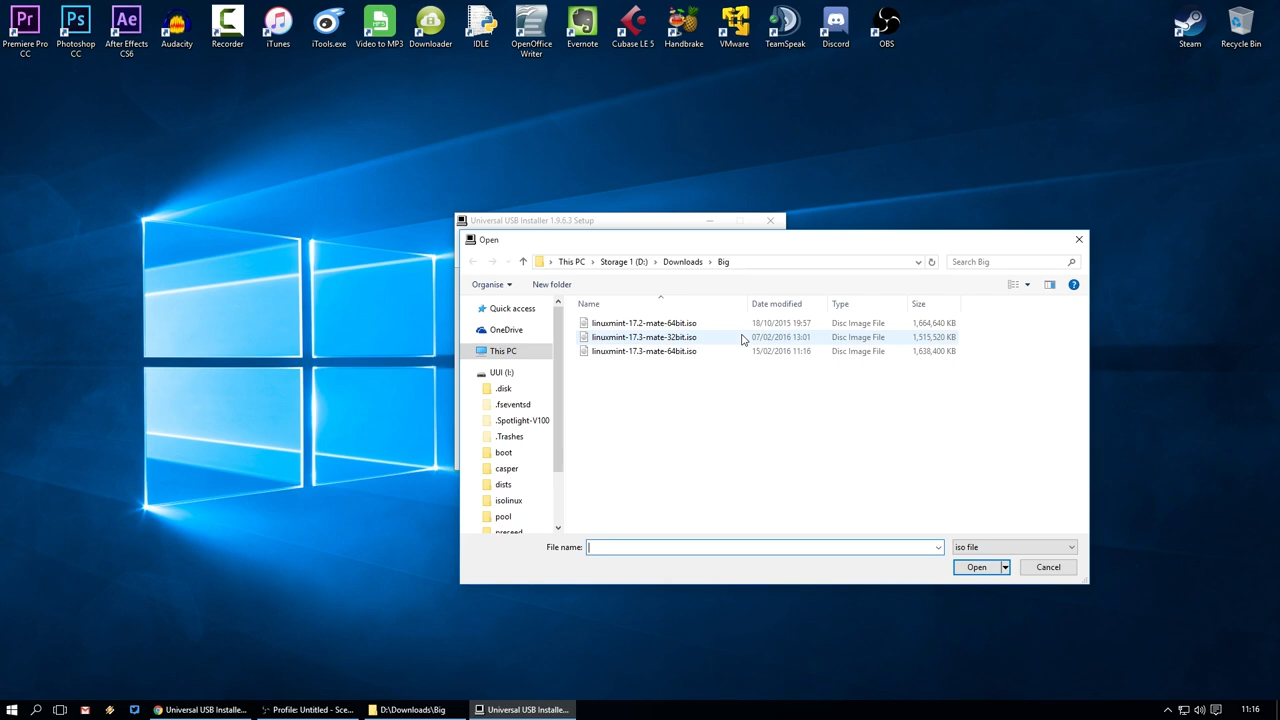 Premiere Pro CC
Photoshop CC
After Effects CS6
Audacity
Recorder
iTunes
iTools.exe
Video to MP3
Downloader
IDLE
OpenOffice Writer
Evernote
Cubase LE 5
Handbrake
VMware
TeamSpeak
Discord
OBS
Steam
Recycle Bin
Universal USB Installer 1.9.6.3 Setup
Open
This PC > Storage 1 (D:) > Downloads > Big
Search Big
Organise
New folder
Name
Date modified
Type
Size
linuxmint-17.2-mate-64bit.iso 18/10/2015 19:57 Disc Image File 1,664,640 KB
linuxmint-17.3-mate-32bit.iso 07/02/2016 13:01 Disc Image File 1,515,520 KB
linuxmint-17.3-mate-64bit.iso 15/02/2016 11:16 Disc Image File 1,638,400 KB
Quick access
OneDrive
This PC
UUI (I:)
.disk
.fseventsd
.Spotlight-V100
.Trashes
boot
casper
dists
isolinux
pool
preseed
File name:
iso file
Open
Cancel
Universal USB Installe...
Profile: Untitled - Sce...
D:\Downloads\Big
Universal USB Installe...
11:16